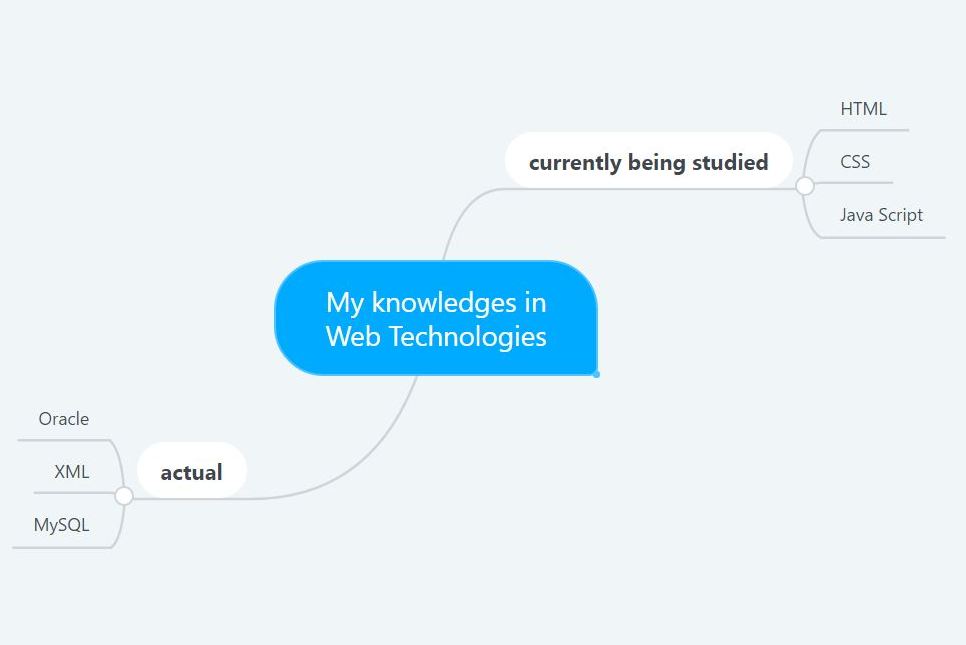 HTML
currently being studied
CSS
Java Script
My knowledges in
Web Technologies
Oracle
actual
XML
MySQL